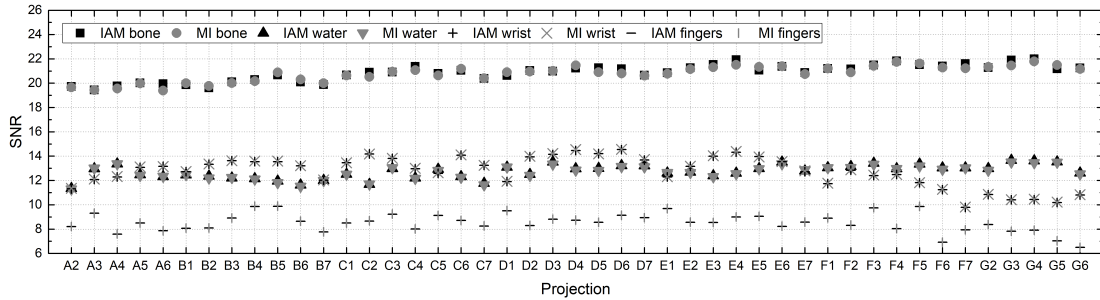 26
24
22
20
18
16
14
12
10
8
6
SNR
IAM bone MI bone IAM water MI water IAM wrist MI wrist IAM fingers MI fingers
A2 A3 A4 A5 A6 B1 B2 B3 B4 B5 B6 B7 C1 C2 C3 C4 C5 C6 C7 D1 D2 D3 D4 D5 D6 D7 E1 E2 E3 E4 E5 E6 E7 F1 F2 F3 F4 F5 F6 F7 G2 G3 G4 G5 G6
Projection